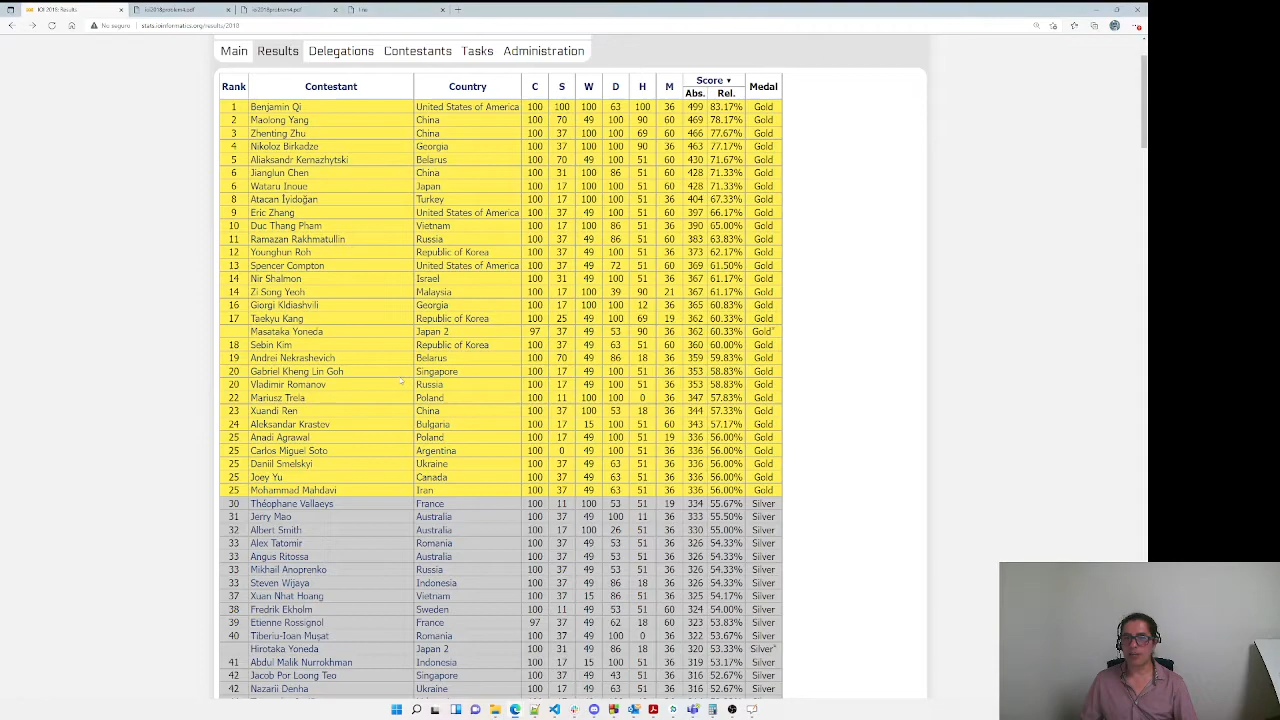 IOI 2018: Results
ioi2018problem4.pdf
ioi2018problem4.pdf
No seguro
stats.ioinformatics.org/results/2018
Main Results Delegations Contestants Tasks Administration
Rank Contestant Country C S W D H M Score ▼ Abs. Rel. Medal
1 Benjamin Qi United States of America 100 100 100 63 100 36 499 83.17% Gold
2 Maolong Yang China 100 70 49 100 90 60 469 78.17% Gold
3 Zhenting Zhu China 100 37 100 100 69 60 466 77.67% Gold
4 Nikoloz Birkadze Georgia 100 37 100 100 90 36 463 77.17% Gold
5 Aliaksandr Kernazhytski Belarus 100 70 49 100 51 60 430 71.67% Gold
6 Jianglun Chen China 100 31 100 86 51 60 428 71.33% Gold
6 Wataru Inoue Japan 100 17 100 100 51 60 428 71.33% Gold
8 Atacan İyidoğan Turkey 100 17 100 100 51 36 404 67.33% Gold
9 Eric Zhang United States of America 100 37 49 100 51 60 397 66.17% Gold
10 Duc Thang Pham Vietnam 100 17 100 86 51 36 390 65.00% Gold
11 Ramazan Rakhmatullin Russia 100 37 49 86 51 60 383 63.83% Gold
12 Younghun Roh Republic of Korea 100 37 49 100 51 36 373 62.17% Gold
13 Spencer Compton United States of America 100 37 49 72 51 60 369 61.50% Gold
14 Nir Shalmon Israel 100 31 49 100 51 36 367 61.17% Gold
14 Zi Song Yeoh Malaysia 100 17 100 39 90 21 367 61.17% Gold
16 Giorgi Kldiashvili Georgia 100 17 100 100 12 36 365 60.83% Gold
17 Taekyu Kang Republic of Korea 100 25 49 100 69 19 362 60.33% Gold
Masataka Yoneda Japan 2 97 37 49 53 90 36 362 60.33% Gold*
18 Sebin Kim Republic of Korea 100 37 49 63 51 60 360 60.00% Gold
19 Andrei Nekrashevich Belarus 100 70 49 86 18 36 359 59.83% Gold
20 Gabriel Kheng Lin Goh Singapore 100 17 49 100 51 36 353 58.83% Gold
20 Vladimir Romanov Russia 100 17 49 100 51 36 353 58.83% Gold
22 Mariusz Trela Poland 100 11 100 100 0 36 347 57.83% Gold
23 Xuandi Ren China 100 37 100 53 18 36 344 57.33% Gold
24 Aleksandar Krastev Bulgaria 100 17 15 100 51 60 343 57.17% Gold
25 Anadi Agrawal Poland 100 17 49 100 51 19 336 56.00% Gold
25 Carlos Miguel Soto Argentina 100 0 49 100 51 36 336 56.00% Gold
25 Daniil Smelskyi Ukraine 100 37 49 63 51 36 336 56.00% Gold
25 Joey Yu Canada 100 37 49 63 51 36 336 56.00% Gold
25 Mohammad Mahdavi Iran 100 37 49 63 51 36 336 56.00% Gold
30 Théophane Vallaeys France 100 11 100 53 51 19 334 55.67% Silver
31 Jerry Mao Australia 100 37 49 100 11 36 333 55.50% Silver
32 Albert Smith Australia 100 17 100 26 51 36 330 55.00% Silver
33 Alex Tatomir Romania 100 37 49 53 51 36 326 54.33% Silver
33 Angus Ritossa Australia 100 37 49 53 51 36 326 54.33% Silver
33 Mikhail Anoprenko Russia 100 37 49 53 51 36 326 54.33% Silver
33 Steven Wijaya Indonesia 100 37 49 86 18 36 326 54.33% Silver
37 Xuan Nhat Hoang Vietnam 100 37 15 86 51 36 325 54.17% Silver
38 Fredrik Ekholm Sweden 100 11 49 53 51 60 324 54.00% Silver
39 Etienne Rossignol France 97 37 49 62 18 60 323 53.83% Silver
40 Tiberiu-Ioan Mușat Romania 100 37 49 100 0 36 322 53.67% Silver
Hirotaka Yoneda Japan 2 100 31 49 86 18 36 320 53.33% Silver*
41 Abdul Malik Nurrokhman Indonesia 100 17 15 100 51 36 319 53.17% Silver
42 Jacob Por Loong Teo Singapore 100 37 49 43 51 36 316 52.67% Silver
42 Nazarii Denha Ukraine 100 17 49 63 51 36 316 52.67% Silver